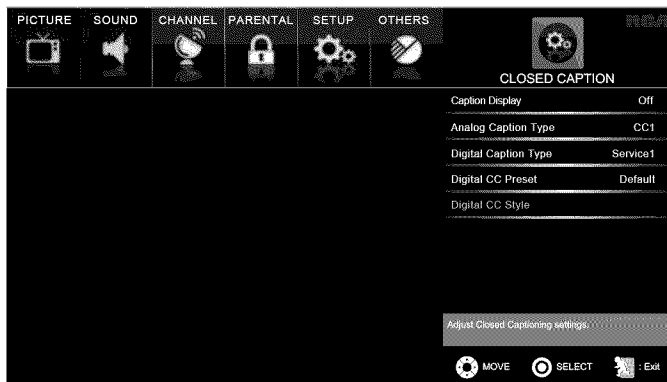 PICTURE SOUND CHANNEL PARENTAL SETUP OTHERS
RCA
CLOSED CAPTION
Caption Display Off
Analog Caption Type CC1
Digital Caption Type Service1
Digital CC Preset Default
Digital CC Style
Adjust Closed Captioning settings.
MOVE SELECT : Exit